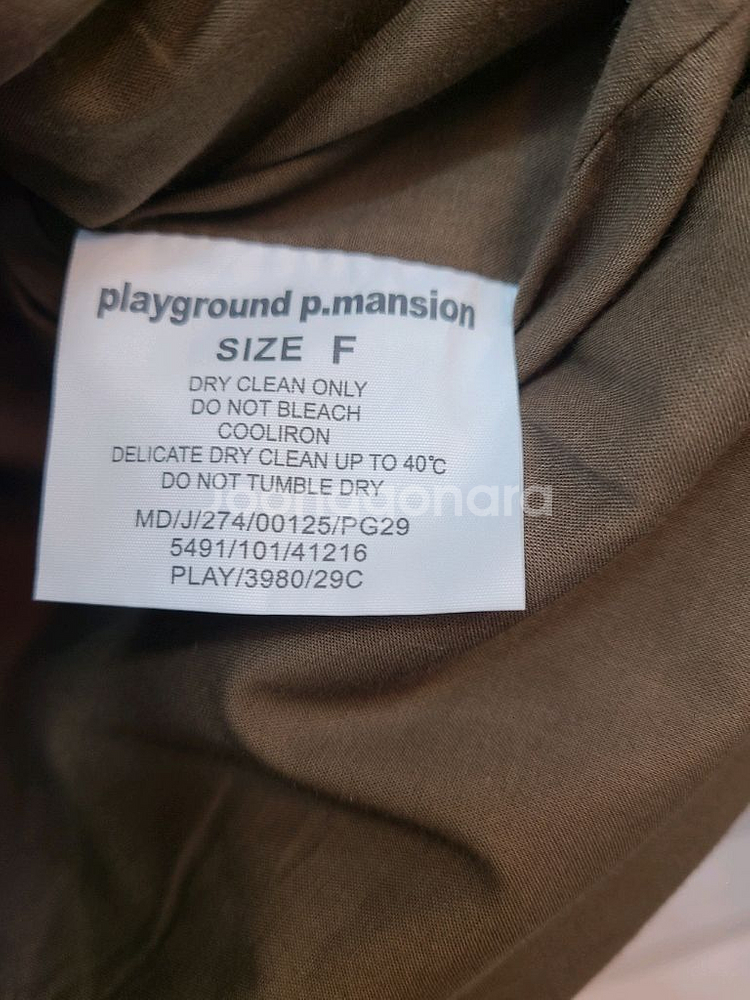 playground p.mansion
SIZE F
DRY CLEAN ONLY
DO NOT BLEACH
COOLIRON
DELICATE DRY CLEAN UP TO 40℃
DO NOT TUMBLE DRY
joongonara
MD/J/274/00125/PG29
5491/101/41216
PLAY/3980/29C